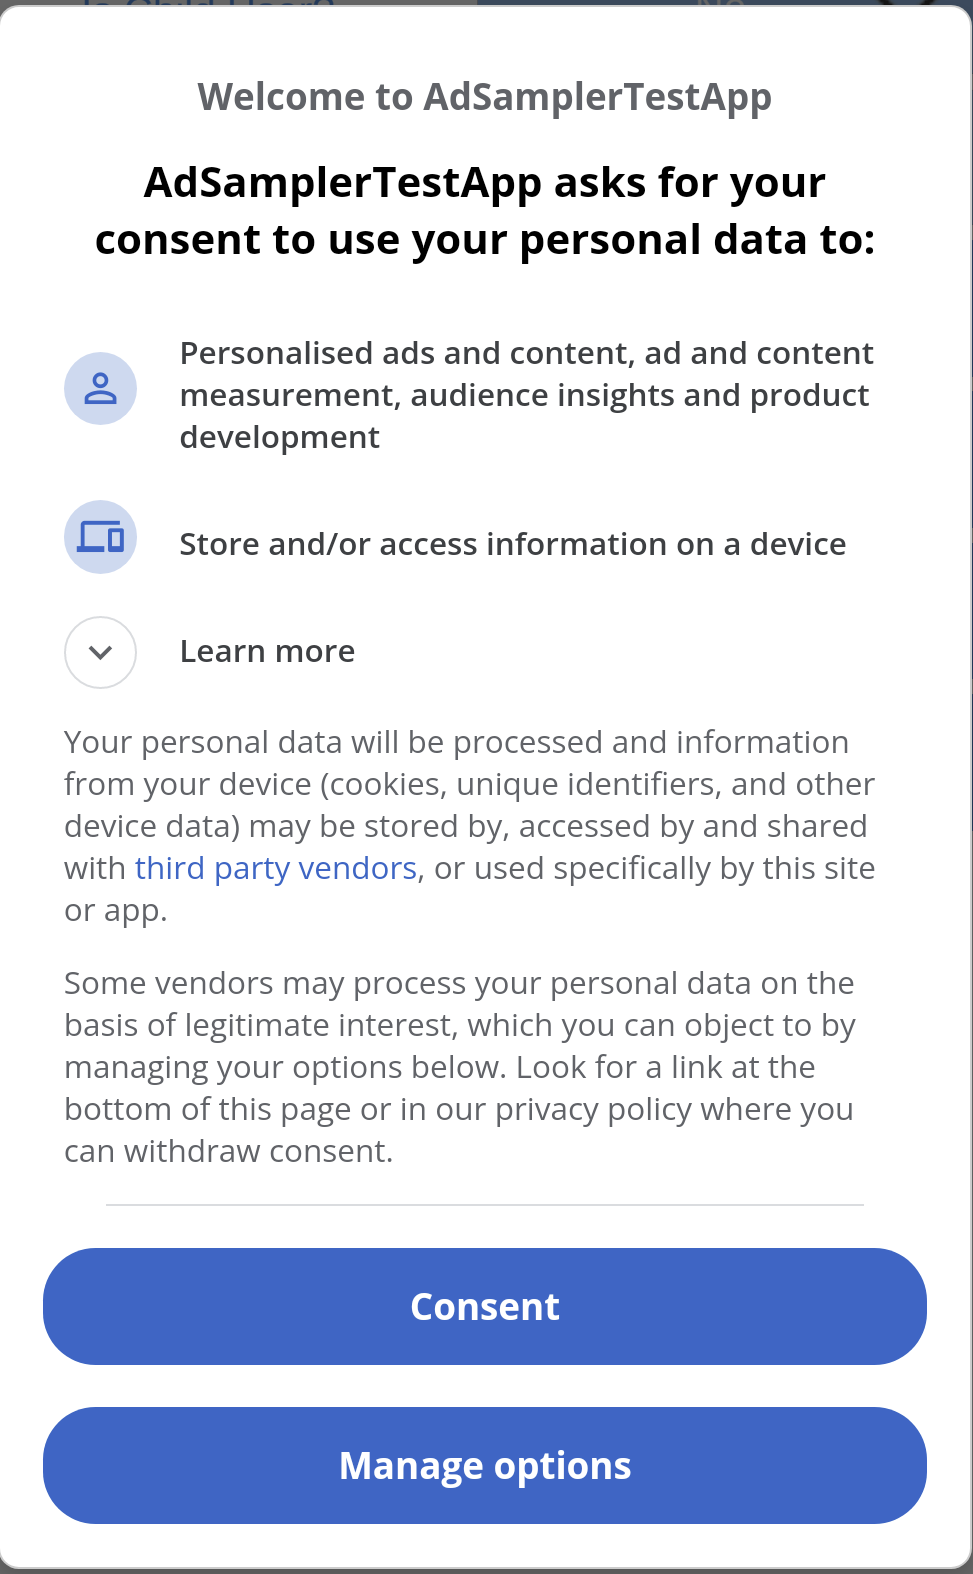 Welcome to AdSamplerTestApp
AdSamplerTestApp asks for your
consent to use your personal data to:
Personalised ads and content, ad and content
measurement, audience insights and product
development
Store and/or access information on a device
Learn more
Your personal data will be processed and information
from your device (cookies, unique identifiers, and other
device data) may be stored by, accessed by and shared
with third party vendors, or used specifically by this site
or app.
Some vendors may process your personal data on the
basis of legitimate interest, which you can object to by
managing your options below. Look for a link at the
bottom of this page or in our privacy policy where you
can withdraw consent.
Consent
Manage options